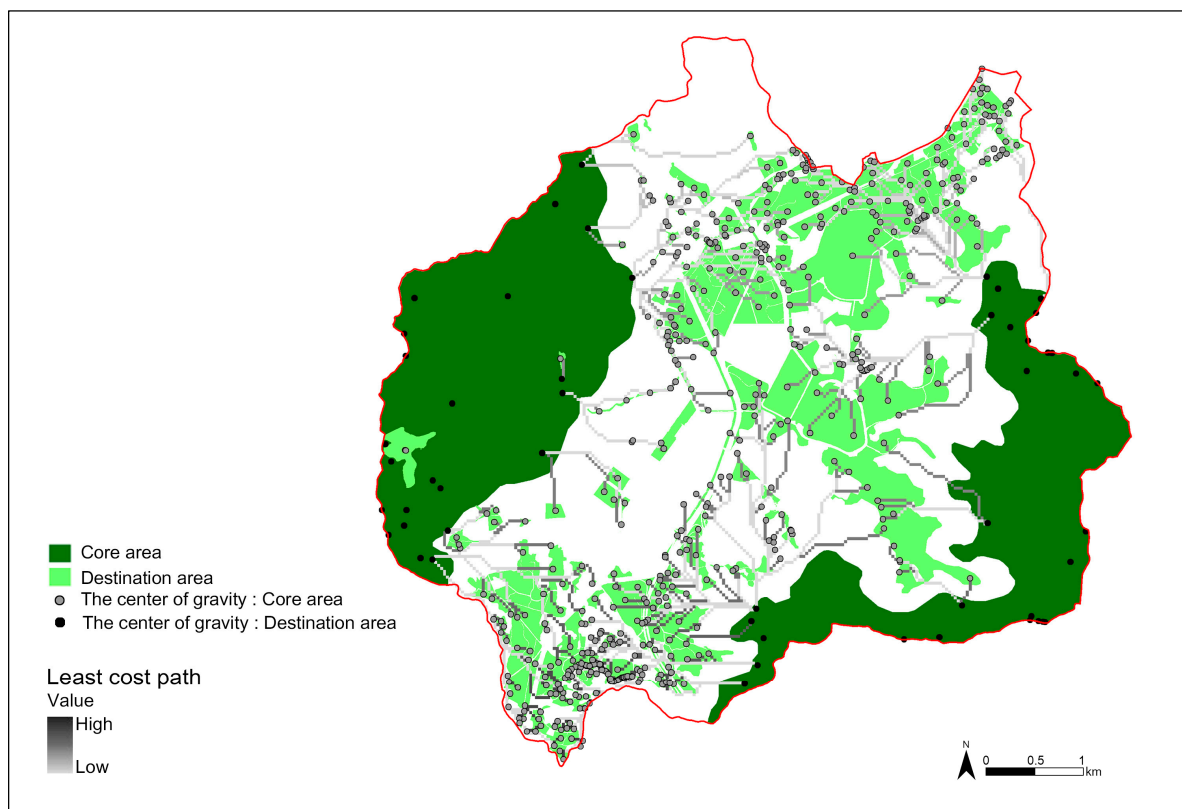 Core area
Destination area
The center of gravity : Core area
The center of gravity : Destination area
Least cost path
Value
High
Low
N
0 0.5 1
km